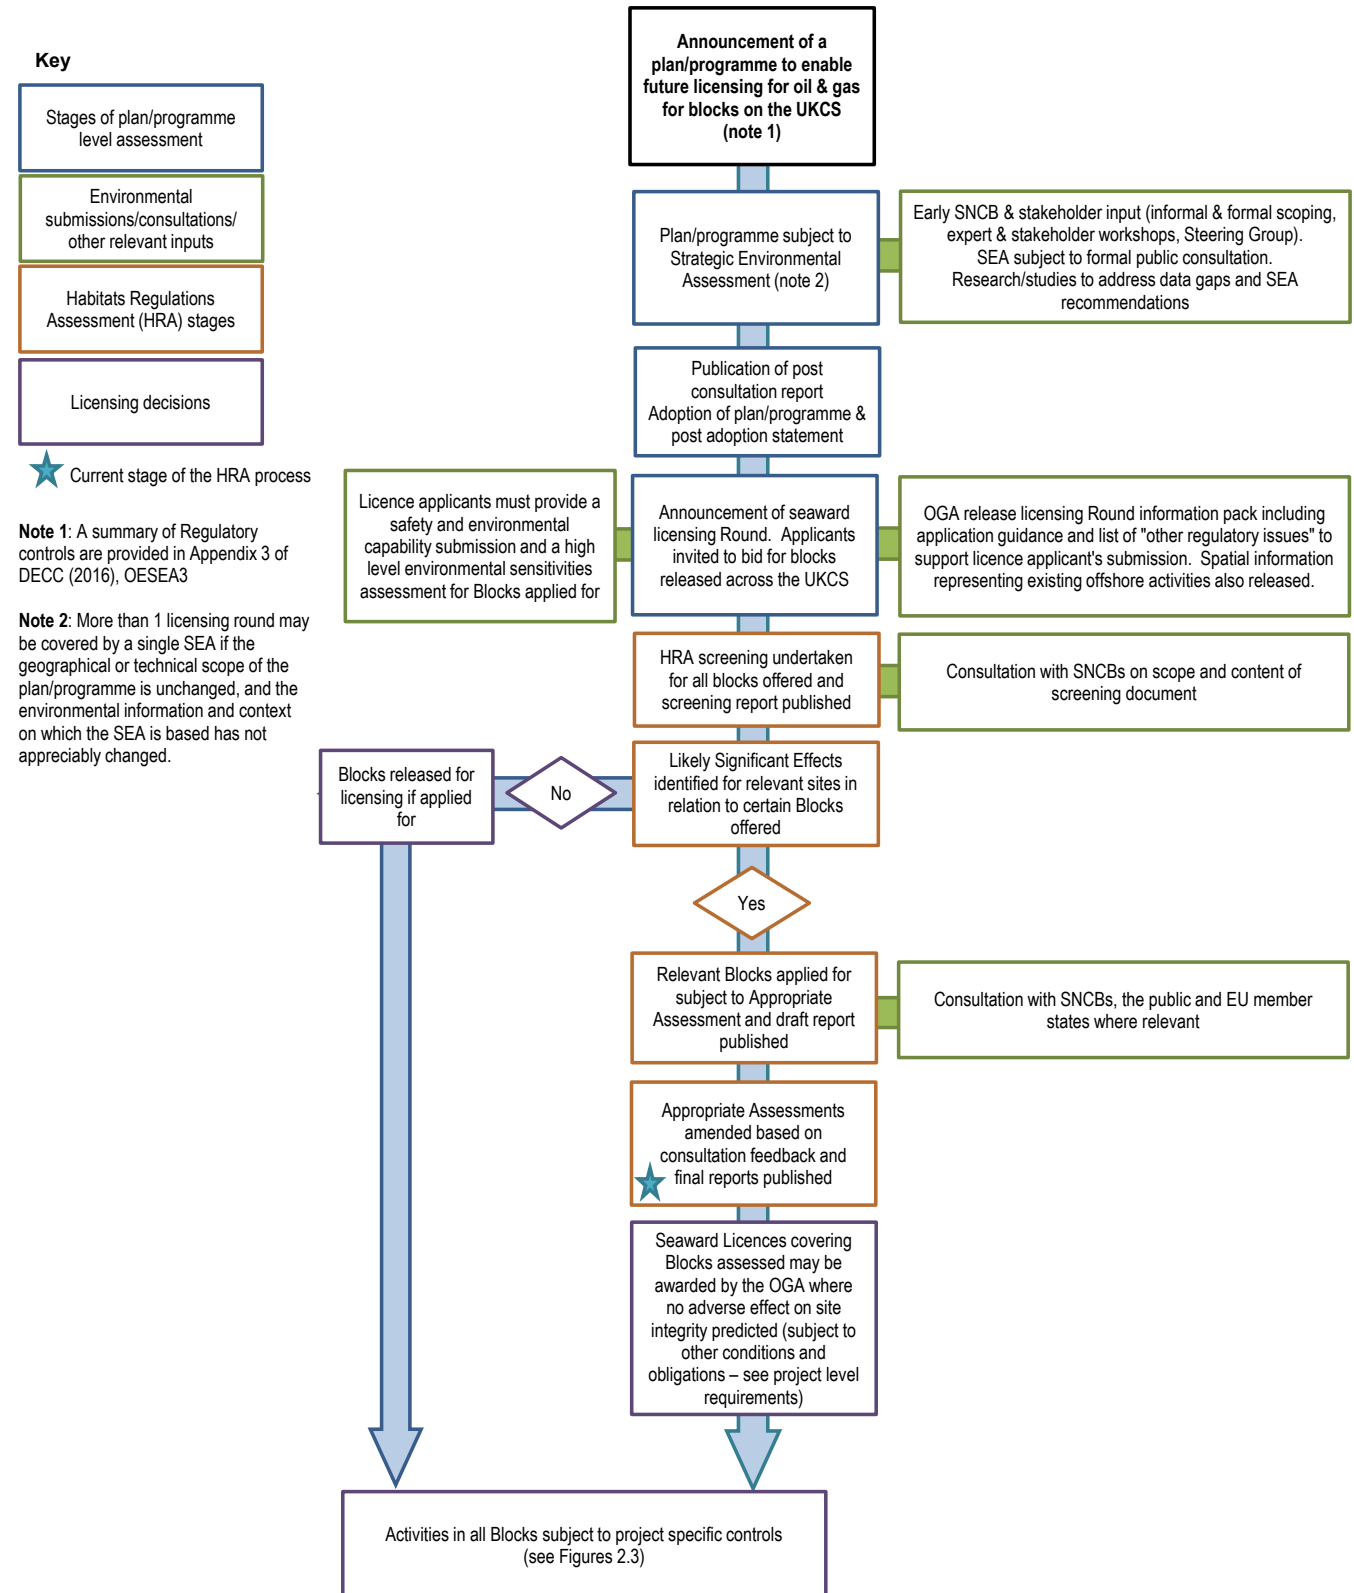 Key
Stages of plan/programme
level assessment
Environmental
submissions/consultations/
other relevant inputs
Habitats Regulations
Assessment (HRA) stages
Licensing decisions
Current stage of the HRA process
Note 1: A summary of Regulatory
controls are provided in Appendix 3 of
DECC (2016), OESEA3
Note 2: More than 1 licensing round may
be covered by a single SEA if the
geographical or technical scope of the
plan/programme is unchanged, and the
environmental information and context
on which the SEA is based has not
appreciably changed.
Announcement of a
plan/programme to enable
future licensing for oil & gas
for blocks on the UKCS
(note 1)
Plan/programme subject to
Strategic Environmental
Assessment (note 2)
Early SNCB & stakeholder input (informal & formal scoping,
expert & stakeholder workshops, Steering Group).
SEA subject to formal public consultation.
Research/studies to address data gaps and SEA
recommendations
Publication of post
consultation report
Adoption of plan/programme &
post adoption statement
Licence applicants must provide a
safety and environmental
capability submission and a high
level environmental sensitivities
assessment for Blocks applied for
Announcement of seaward
licensing Round.  Applicants
invited to bid for blocks
released across the UKCS
OGA release licensing Round information pack including
application guidance and list of "other regulatory issues" to
support licence applicant's submission.  Spatial information
representing existing offshore activities also released.
HRA screening undertaken
for all blocks offered and
screening report published
Consultation with SNCBs on scope and content of
screening document
Blocks released for
licensing if applied
for
No
Likely Significant Effects
identified for relevant sites in
relation to certain Blocks
offered
Yes
Relevant Blocks applied for
subject to Appropriate
Assessment and draft report
published
Consultation with SNCBs, the public and EU member
states where relevant
Appropriate Assessments
amended based on
consultation feedback and
final reports published
Seaward Licences covering
Blocks assessed may be
awarded by the OGA where
no adverse effect on site
integrity predicted (subject to
other conditions and
obligations – see project level
requirements)
Activities in all Blocks subject to project specific controls
(see Figures 2.3)